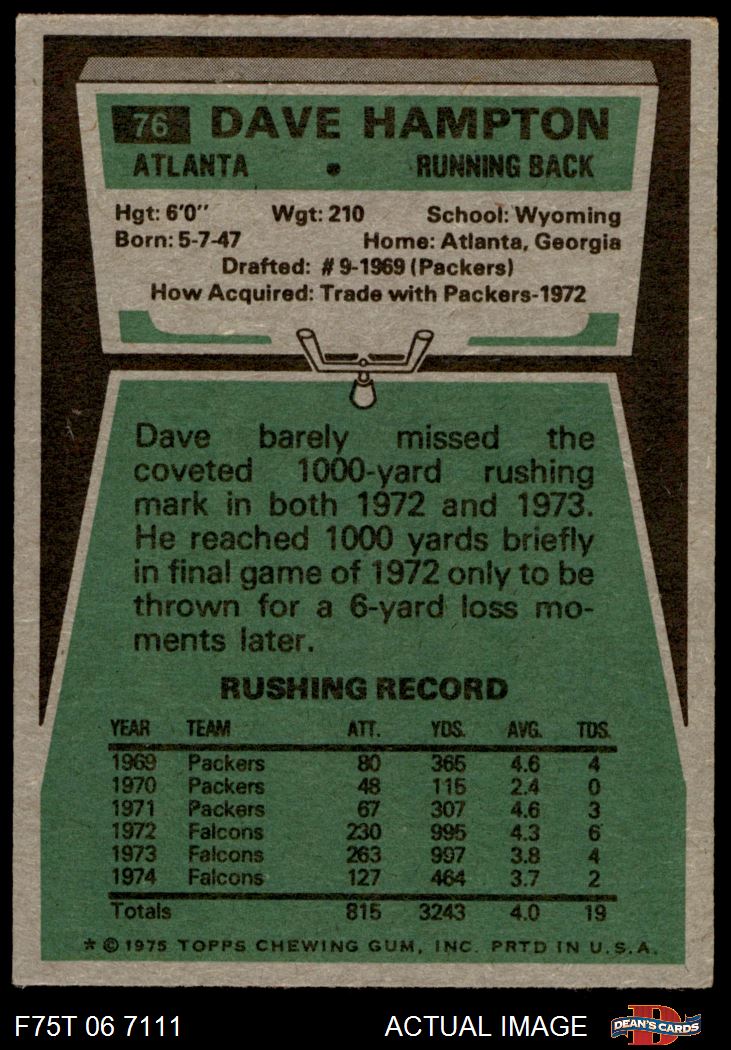 76 DAVE HAMPTON
ATLANTA • RUNNING BACK
Hgt: 6'0" Wgt: 210 School: Wyoming
Born: 5-7-47 Home: Atlanta, Georgia
Drafted: #9-1969 (Packers)
How Acquired: Trade with Packers-1972
Dave barely missed the
coveted 1000-yard rushing
mark in both 1972 and 1973.
He reached 1000 yards briefly
in final game of 1972 only to be
thrown for a 6-yard loss mo-
ments later.
RUSHING RECORD
YEAR TEAM ATT. YDS. AVG. TDS.
1969 Packers 80 365 4.6 4
1970 Packers 48 115 2.4 0
1971 Packers 67 307 4.6 3
1972 Falcons 230 995 4.3 6
1973 Falcons 263 997 3.8 4
1974 Falcons 127 464 3.7 2
Totals 815 3243 4.0 19
* © 1975 TOPPS CHEWING GUM, INC. PRTD IN U.S.A.
F75T 06 7111 ACTUAL IMAGE D DEAN'S CARDS